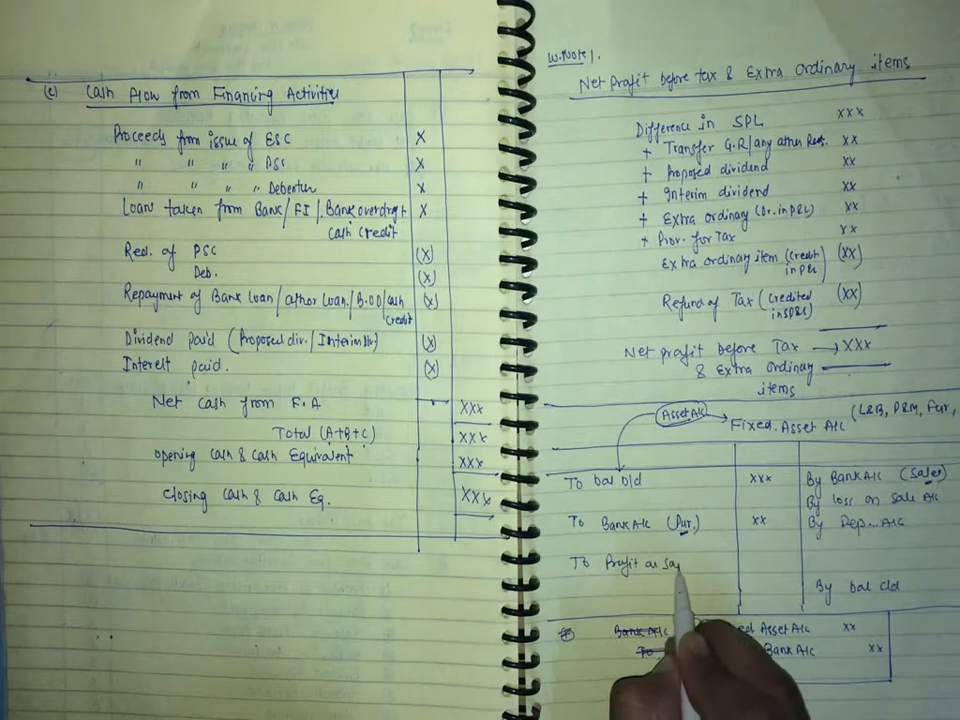 (c) Cash flow from Financing Activities
Proceeds from issue of ESC X
" " " " PSC X
" " " " Debenture X
Loan taken from Bank/ FI /. Bank overdraft X
Cash Credit
Red. of PSC (X)
Deb. (X)
Repayment of Bank Loan / other loan / B.OD/cash (X)
credit
Dividend paid (Proposed div. / Interim div) (X)
Interest paid. (X)
Net Cash from F.A XXX
Total (A+B+C) XXX
opening Cash & Cash Equivalent XXX
Closing Cash & Cash Eq. XXX
W.Note 1.
Net Profit before tax & Extra Ordinary items
Difference in SPL XXX
+ Transfer G.R/any other Res. XX
+ Proposed dividend XX
+ Interim dividend XX
+ Extra ordinary (Dr. in P&L) XX
+ Prov. for Tax XX
Extra ordinary item (credit (XX)
in P&L)
Refund of Tax (credited (XX)
in SP&L)
Net profit before Tax → XXX
& Extra Ordinary
items
Asset A/c Fixed Asset A/c (L&B, P&M, Fur,
To bal b/d XXX By Bank A/c (Sales)
By loss on sale A/c
To Bank A/c (Pur.) XX By Dep... A/c
To Profit on Sa
By bal c/d
Bank A/c Asset A/c XX
To Bank A/c XX